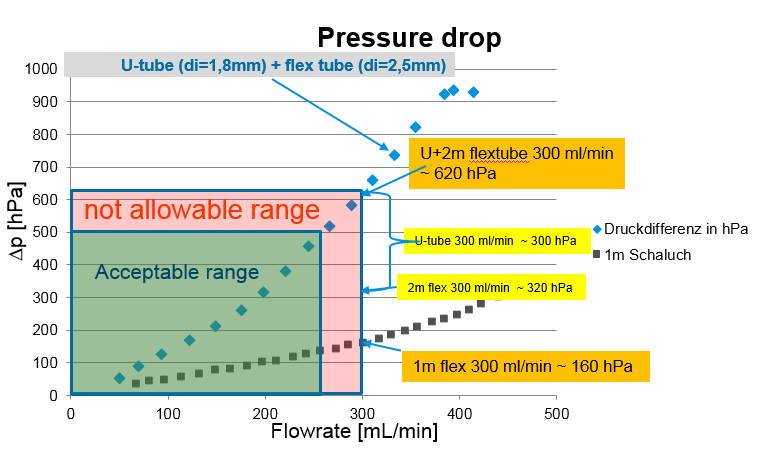 Pressure drop
U-tube (di=1,8mm) + flex tube (di=2,5mm)
1000
900
800
700
600
500
400
300
200
100
0
Δp [hPa]
U+2m flextube 300 ml/min
~ 620 hPa
not allowable range
U-tube 300 ml/min ~ 300 hPa
Acceptable range
2m flex 300 ml/min ~ 320 hPa
1m flex 300 ml/min ~ 160 hPa
Druckdifferenz in hPa
1m Schaluch
0
100
200
300
400
500
Flowrate [mL/min]